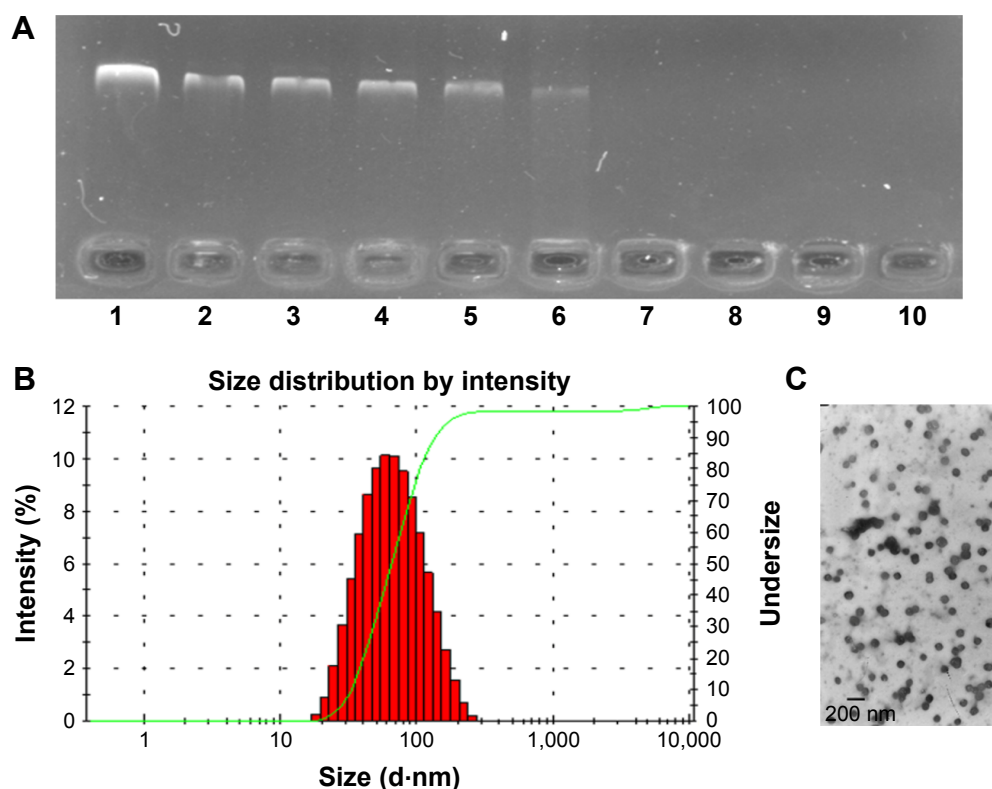 A
1 2 3 4 5 6 7 8 9 10
B
Size distribution by intensity
12
10
8
6
4
2
0
Intensity (%)
100
90
80
70
60
50
40
30
20
10
0
Undersize
1 10 100 1,000 10,000
Size (d·nm)
C
200 nm